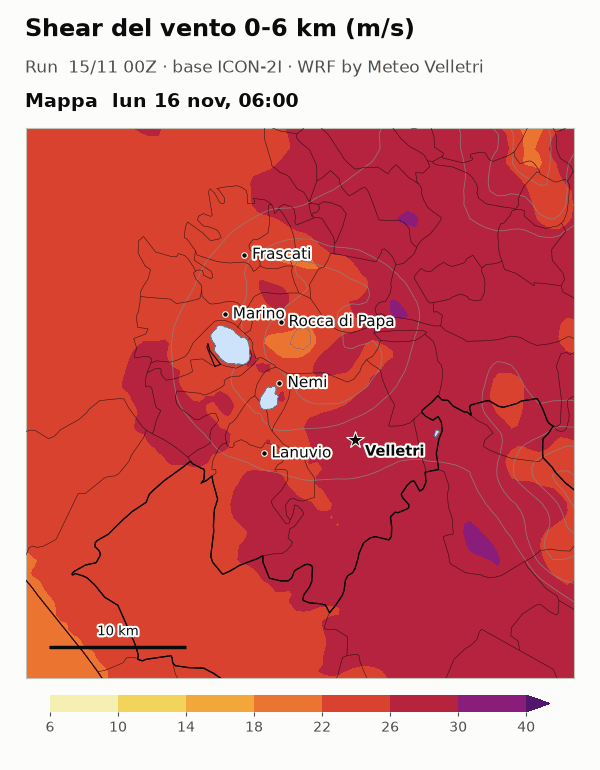 Shear del vento 0-6 km (m/s)
Run  15/11 00Z · base ICON-2I · WRF by Meteo Velletri
Mappa  lun 16 nov, 06:00
Frascati
Marino
Rocca di Papa
Nemi
Velletri
Lanuvio
10 km
6 10 14 18 22 26 30 40